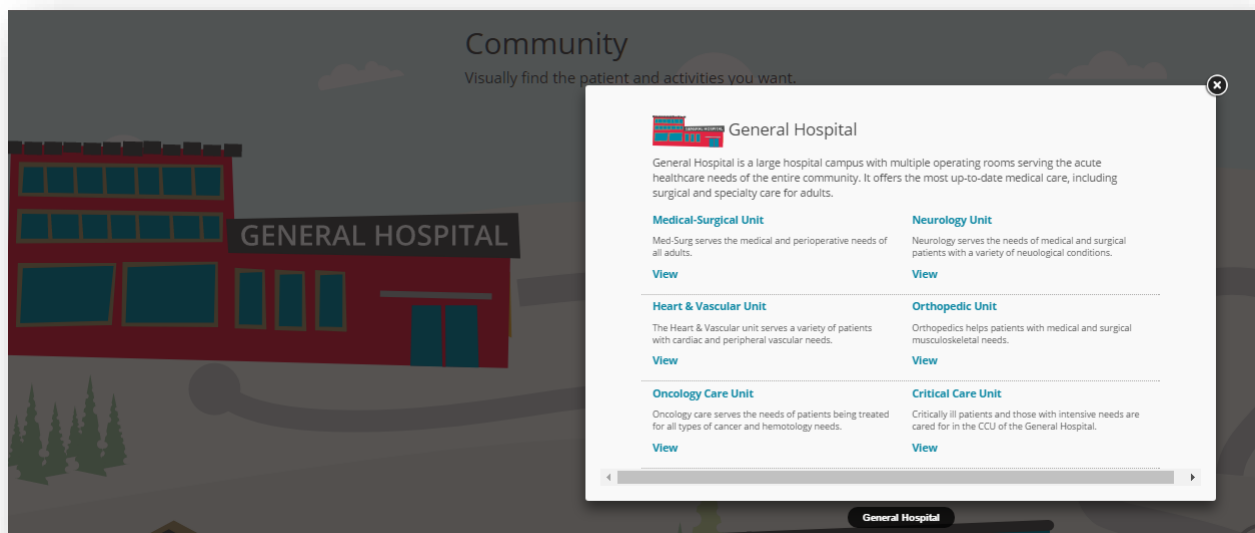 Community
Visually find the patient and activities you want.
GENERAL HOSPITAL
General Hospital
General Hospital is a large hospital campus with multiple operating rooms serving the acute
healthcare needs of the entire community. It offers the most up-to-date medical care, including
surgical and specialty care for adults.
Medical-Surgical Unit
Med-Surg serves the medical and perioperative needs of
all adults.
View
Neurology Unit
Neurology serves the needs of medical and surgical
patients with a variety of neuological conditions.
View
Heart & Vascular Unit
The Heart & Vascular unit serves a variety of patients
with cardiac and peripheral vascular needs.
View
Orthopedic Unit
Orthopedics helps patients with medical and surgical
musculoskeletal needs.
View
Oncology Care Unit
Oncology care serves the needs of patients being treated
for all types of cancer and hemotology needs.
View
Critical Care Unit
Critically ill patients and those with intensive needs are
cared for in the CCU of the General Hospital.
View
General Hospital